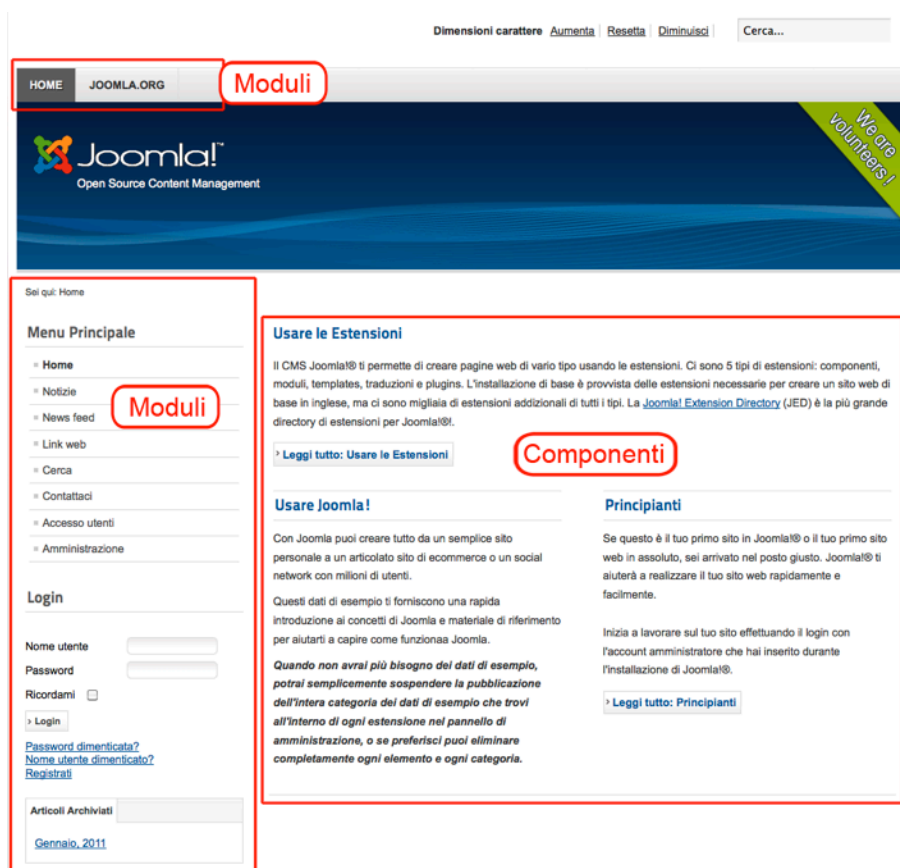 Dimensioni carattere Aumenta Resetta Diminuisci Cerca...
HOME JOOMLA.ORG Moduli
We are
volunteers!
Joomla!™
Open Source Content Management
Sei qui: Home
Menu Principale
Home
Notizie
News feed
Link web
Cerca
Contattaci
Accesso utenti
Amministrazione
Moduli
Login
Nome utente
Password
Ricordami
› Login
Password dimenticata?
Nome utente dimenticato?
Registrati
Articoli Archiviati
Gennaio, 2011
Usare le Estensioni
Il CMS Joomla!® ti permette di creare pagine web di vario tipo usando le estensioni. Ci sono 5 tipi di estensioni: componenti,
moduli, templates, traduzioni e plugins. L'installazione di base è provvista delle estensioni necessarie per creare un sito web di
base in inglese, ma ci sono migliaia di estensioni addizionali di tutti i tipi. La Joomla! Extension Directory (JED) è la più grande
directory di estensioni per Joomla!®!.
› Leggi tutto: Usare le Estensioni
Componenti
Usare Joomla!
Con Joomla puoi creare tutto da un semplice sito
personale a un articolato sito di ecommerce o un social
network con milioni di utenti.
Questi dati di esempio ti forniscono una rapida
introduzione ai concetti di Joomla e materiale di riferimento
per aiutarti a capire come funzionaa Joomla.
Quando non avrai più bisogno dei dati di esempio,
potrai semplicemente sospendere la pubblicazione
dell'intera categoria dei dati di esempio che trovi
all'interno di ogni estensione nel pannello di
amministrazione, o se preferisci puoi eliminare
completamente ogni elemento e ogni categoria.
Principianti
Se questo è il tuo primo sito in Joomla!® o il tuo primo sito
web in assoluto, sei arrivato nel posto giusto. Joomla!® ti
aiuterà a realizzare il tuo sito web rapidamente e
facilmente.
Inizia a lavorare sul tuo sito effettuando il login con
l'account amministratore che hai inserito durante
l'installazione di Joomla!®.
› Leggi tutto: Principianti